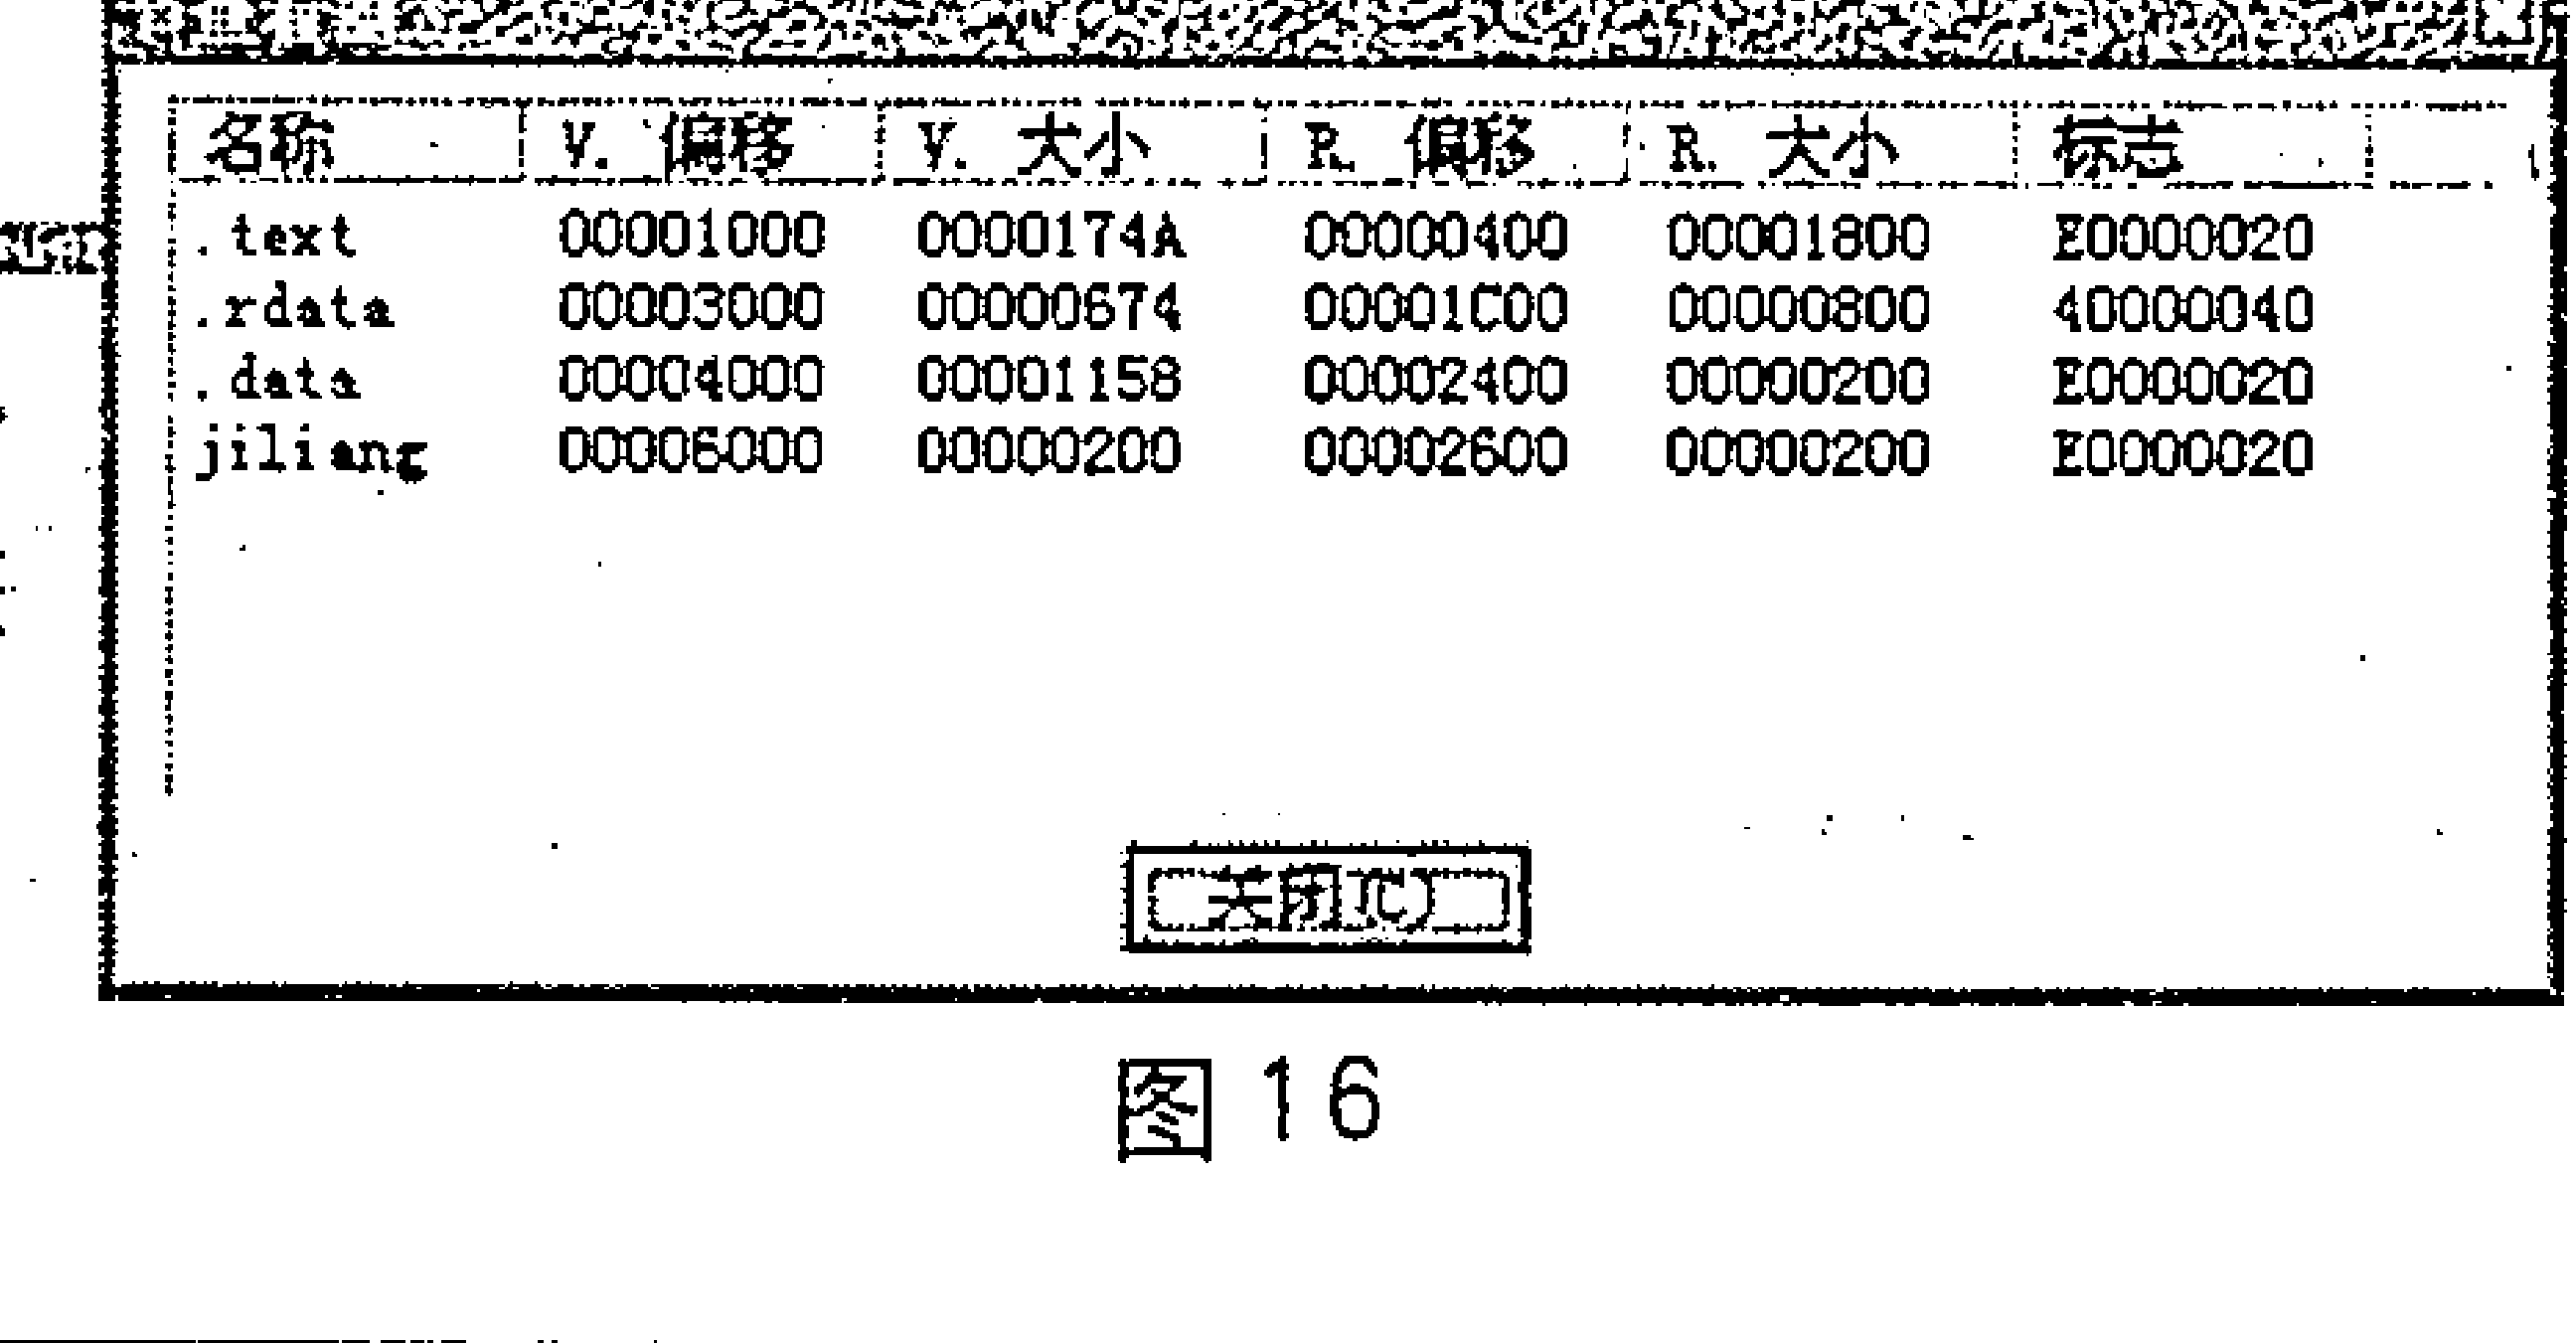 名称 V. 偏移 V. 大小 R. 偏移 R. 大小 标志
.text 00001000 0000174A 00000400 00001800 E0000020
.rdata 00003000 00000674 00001C00 00000800 40000040
.data 00004000 00001158 00002400 00000200 E0000020
jiliang 00006000 00000200 00002600 00000200 E0000020
关闭(C)
图 16